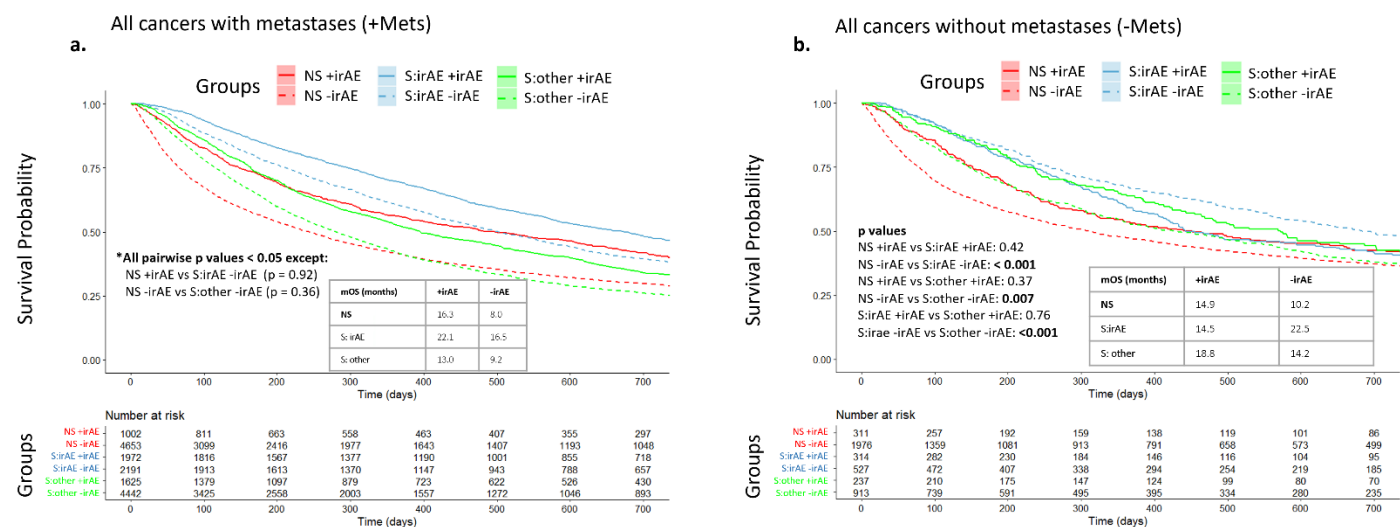 All cancers with metastases (+Mets)
a.
Groups
NS +irAE
NS -irAE
S:irAE +irAE
S:irAE -irAE
S:other +irAE
S:other -irAE
Survival Probability
1.00
0.75
0.50
0.25
0.00
*All pairwise p values < 0.05 except:
NS +irAE vs S:irAE -irAE (p = 0.92)
NS -irAE vs S:other -irAE (p = 0.36)
mOS (months) +irAE -irAE
NS 16.3 8.0
S: irAE 22.1 16.5
S: other 13.0 9.2
0 100 200 300 400 500 600 700
Time (days)
Number at risk
Groups
NS +irAE 1002 811 663 558 463 407 355 297
NS -irAE 4653 3099 2416 1977 1643 1407 1193 1048
S:irAE +irAE 1972 1816 1567 1377 1190 1001 855 718
S:irAE -irAE 2191 1913 1613 1370 1147 943 788 657
S:other +irAE 1625 1379 1097 879 723 622 526 430
S:other -irAE 4442 3425 2558 2003 1557 1272 1046 893
0 100 200 300 400 500 600 700
Time (days)
All cancers without metastases (-Mets)
b.
Groups
NS +irAE
NS -irAE
S:irAE +irAE
S:irAE -irAE
S:other +irAE
S:other -irAE
Survival Probability
1.00
0.75
0.50
0.25
0.00
p values
NS +irAE vs S:irAE +irAE: 0.42
NS -irAE vs S:irAE -irAE: < 0.001
NS +irAE vs S:other +irAE: 0.37
NS -irAE vs S:other -irAE: 0.007
S:irAE +irAE vs S:other +irAE: 0.76
S:irae -irAE vs S:other -irAE: <0.001
mOS (months) +irAE -irAE
NS 14.9 10.2
S:irAE 14.5 22.5
S: other 18.8 14.2
0 100 200 300 400 500 600 700
Time (days)
Number at risk
Groups
NS +irAE 311 257 192 159 138 119 101 86
NS -irAE 1976 1359 1081 913 791 658 573 499
S:irAE +irAE 314 282 230 184 146 116 104 95
S:irAE -irAE 527 472 407 338 294 254 219 185
S:other +irAE 237 210 175 147 124 99 80 70
S:other -irAE 913 739 591 495 395 334 280 235
0 100 200 300 400 500 600 700
Time (days)